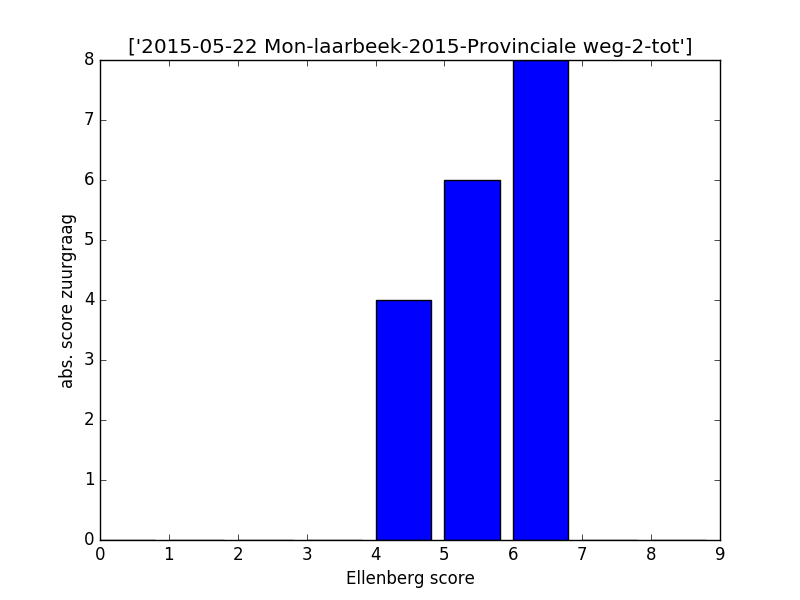 ['2015-05-22 Mon-laarbeek-2015-Provinciale weg-2-tot']
8
7
6
5
4
3
2
1
0
abs. score zuurgraag
0 1 2 3 4 5 6 7 8 9
Ellenberg score